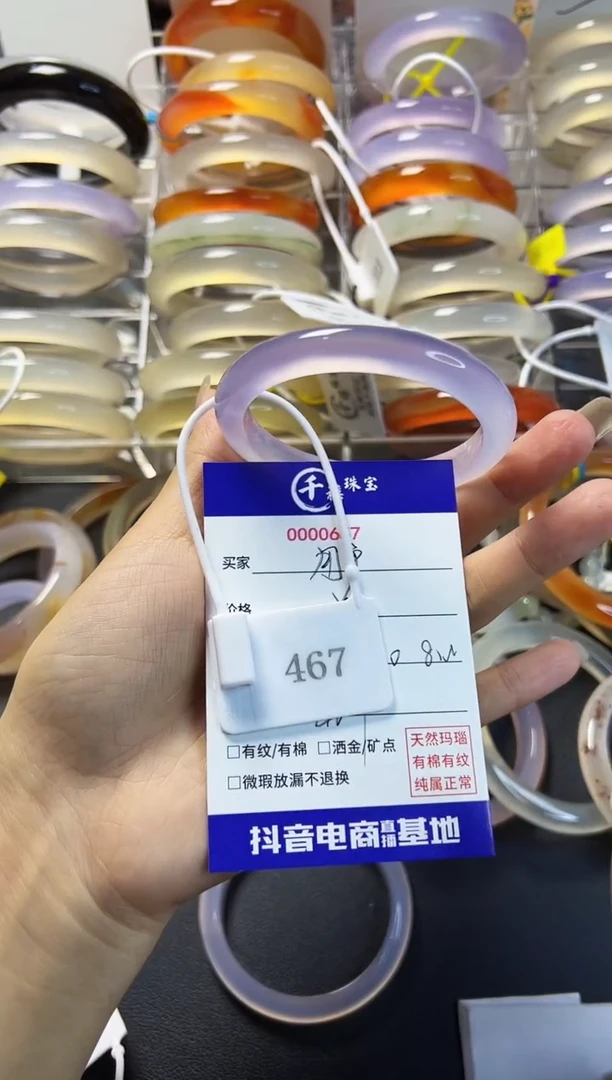 千 珠宝
买家
价格
467
□有纹/有棉 □洒金/矿点
□微瑕放漏不退换
天然玛瑙
有棉有纹
纯属正常
抖音电商直播基地